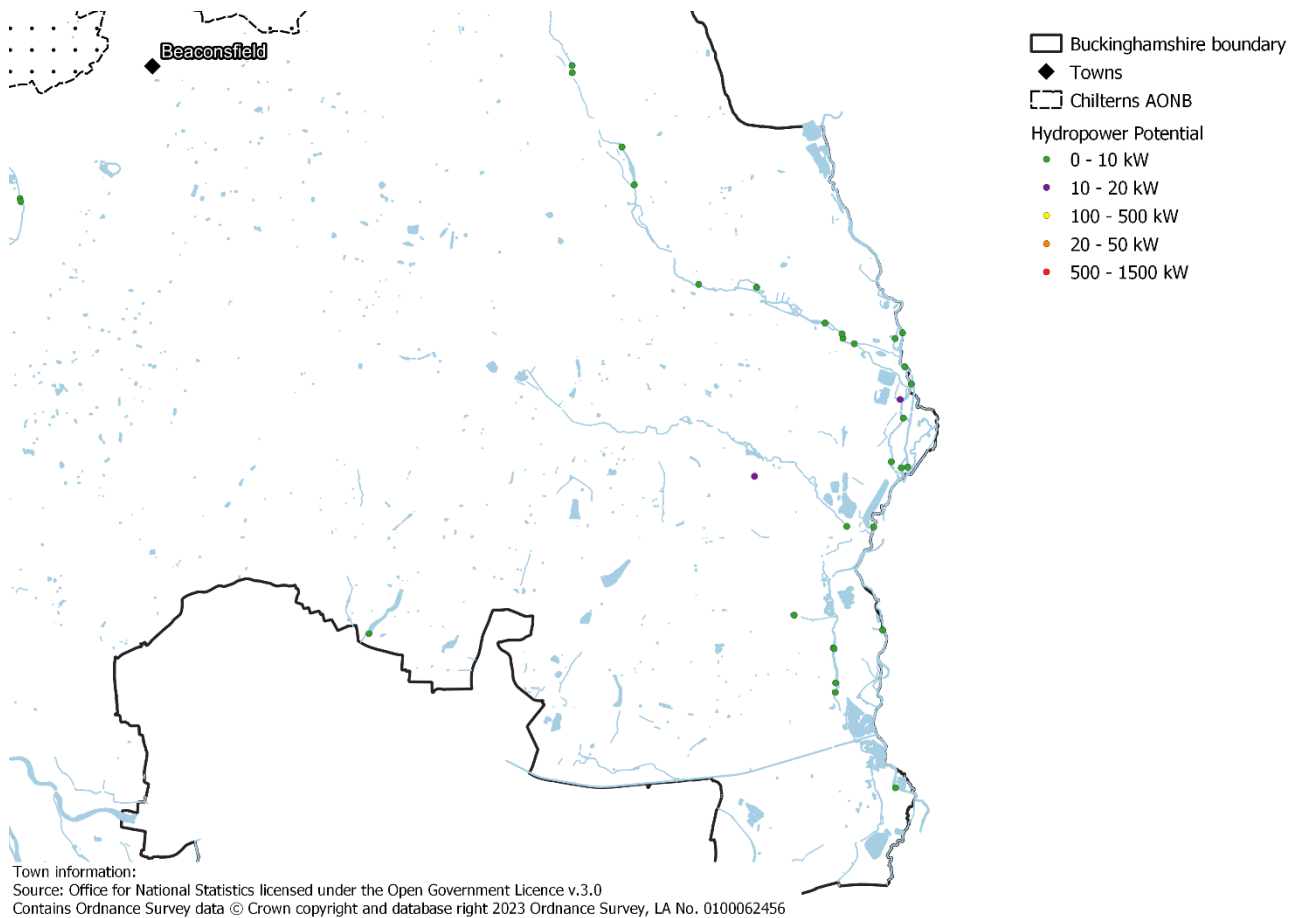 Beaconsfield
Buckinghamshire boundary
Towns
Chilterns AONB
Hydropower Potential
0 - 10 kW
10 - 20 kW
100 - 500 kW
20 - 50 kW
500 - 1500 kW
Town information:
Source: Office for National Statistics licensed under the Open Government Licence v.3.0
Contains Ordnance Survey data © Crown copyright and database right 2023 Ordnance Survey, LA No. 0100062456